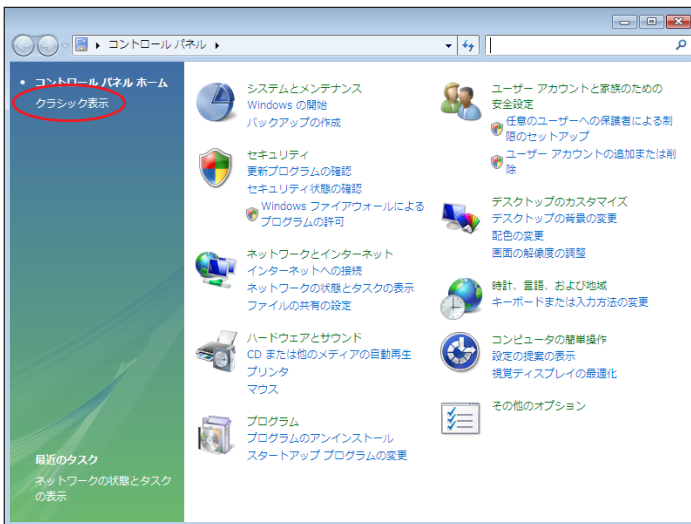 コントロール パネル
コントロール パネル ホーム
クラシック表示
最近のタスク
ネットワークの状態とタスク
の表示
システムとメンテナンス
Windows の開始
バックアップの作成
セキュリティ
更新プログラムの確認
セキュリティ状態の確認
Windows ファイアウォールによる
プログラムの許可
ネットワークとインターネット
インターネットへの接続
ネットワークの状態とタスクの表示
ファイルの共有の設定
ハードウェアとサウンド
CD または他のメディアの自動再生
プリンタ
マウス
プログラム
プログラムのアンインストール
スタートアップ プログラムの変更
ユーザー アカウントと家族のための
安全設定
任意のユーザーへの保護者による制
限のセットアップ
ユーザー アカウントの追加または削
除
デスクトップのカスタマイズ
デスクトップの背景の変更
配色の変更
画面の解像度の調整
時計、言語、および地域
キーボードまたは入力方法の変更
コンピュータの簡単操作
設定の提案の表示
視覚ディスプレイの最適化
その他のオプション